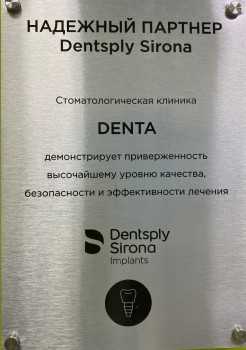 НАДЕЖНЫЙ ПАРТНЕР
Dentsply Sirona
Стоматологическая клиника
DENTA
демонстрирует приверженность
высочайшему уровню качества,
безопасности и эффективности лечения
Dentsply
Sirona
Implants